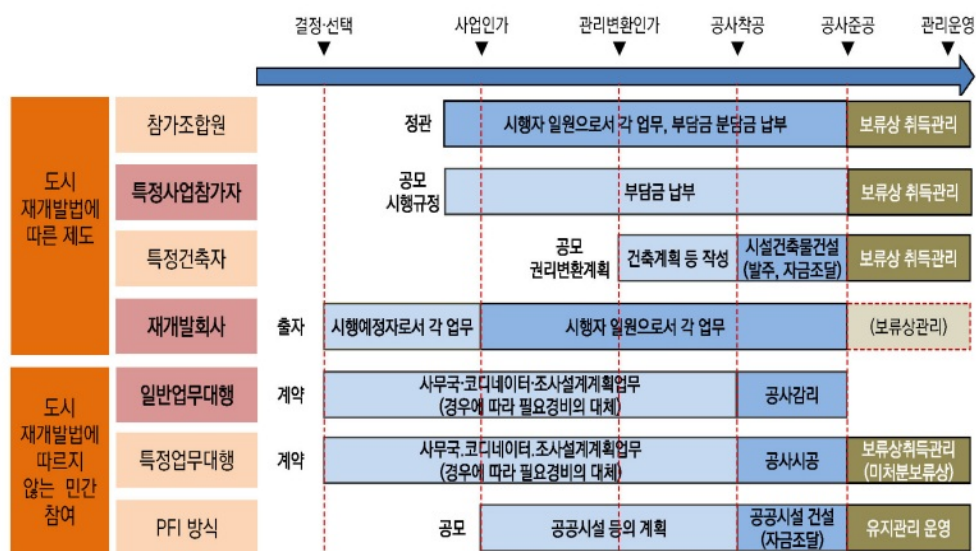 결정·선택 사업인가 관리변환인가 공사착공 공사준공 관리운영
▼ ▼ ▼ ▼ ▼ ▼
도시
재개발법에
따른 제도
참가조합원
정관
시행자 일원으로서 각 업무, 부담금 분담금 납부
보류상 취득관리
특정사업참가자
공모
시행규정
부담금 납부
보류상 취득관리
특정건축자
공모
권리변환계획
건축계획 등 작성
시설건축물건설
(발주, 자금조달)
보류상 취득관리
재개발회사
출자
시행예정자로서 각 업무
시행자 일원으로서 각 업무
(보류상관리)
도시
재개발법에
따르지
않는 민간
참여
일반업무대행
계약
사무국·코디네이터·조사설계계획업무
(경우에 따라 필요경비의 대체)
공사감리
특정업무대행
계약
사무국.코디네이터.조사설계계획업무
(경우에 따라 필요경비의 대체)
공사시공
보류상취득관리
(미처분보류상)
PFI 방식
공모
공공시설 등의 계획
공공시설 건설
(자금조달)
유지관리 운영